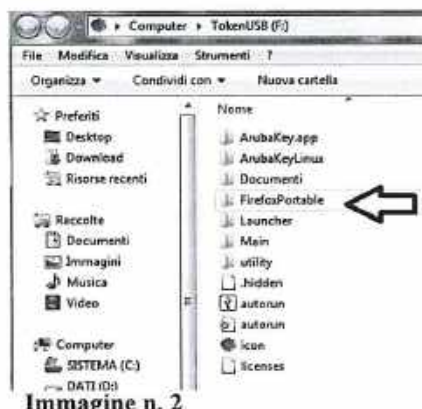 Computer ▸ TokenUSB (F:)
File Modifica Visualizza Strumenti ?
Organizza Condividi con Nuova cartella
Preferiti
Desktop
Download
Risorse recenti
Raccolte
Documenti
Immagini
Musica
Video
Computer
SISTEMA (C:)
DATI (D:)
Nome
ArubaKey.app
ArubaKeyLinux
Documenti
FirefoxPortable
Launcher
Main
utility
.hidden
autorun
autorun
icon
licenses
Immagine n. 2